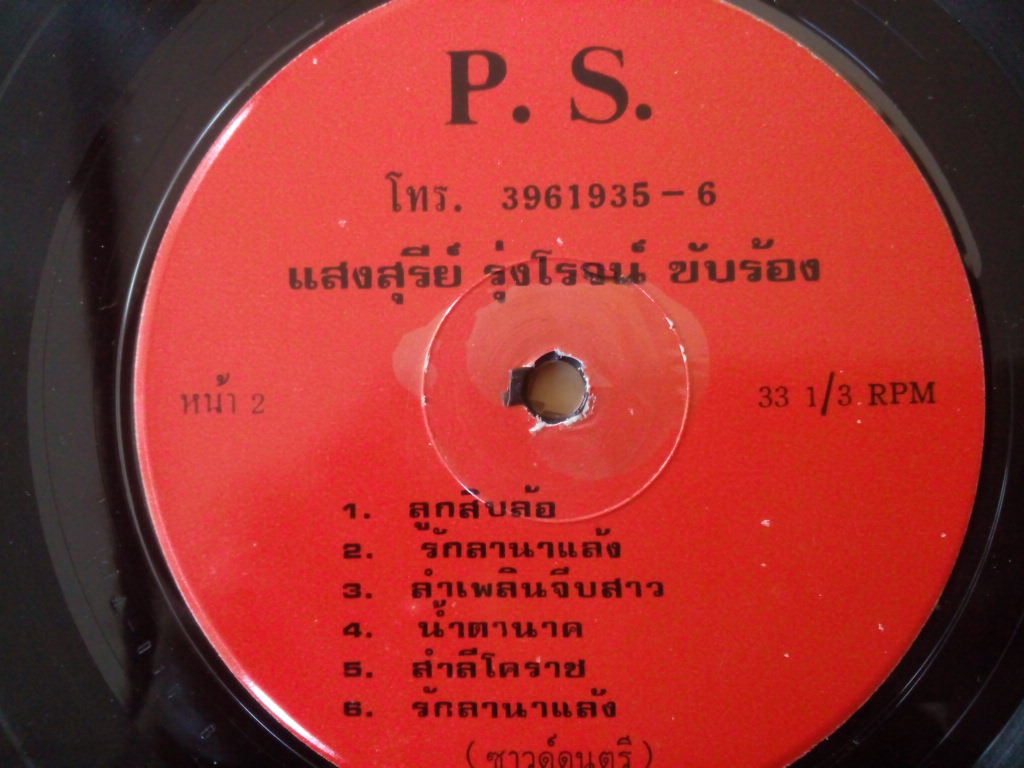 P. S.
โทร. 3961935-6
แสงสุรีย์ รุ่งโรจน์ ขับร้อง
หน้า 2
33 1/3 RPM
1. ลูกสิบล้อ
2. รักลานาแล้ง
3. ลำเพลินจีบสาว
4. น้ำตานาค
5. สำลีโคราช
6. รักลานาแล้ง
(ซาวด์ดนตรี)